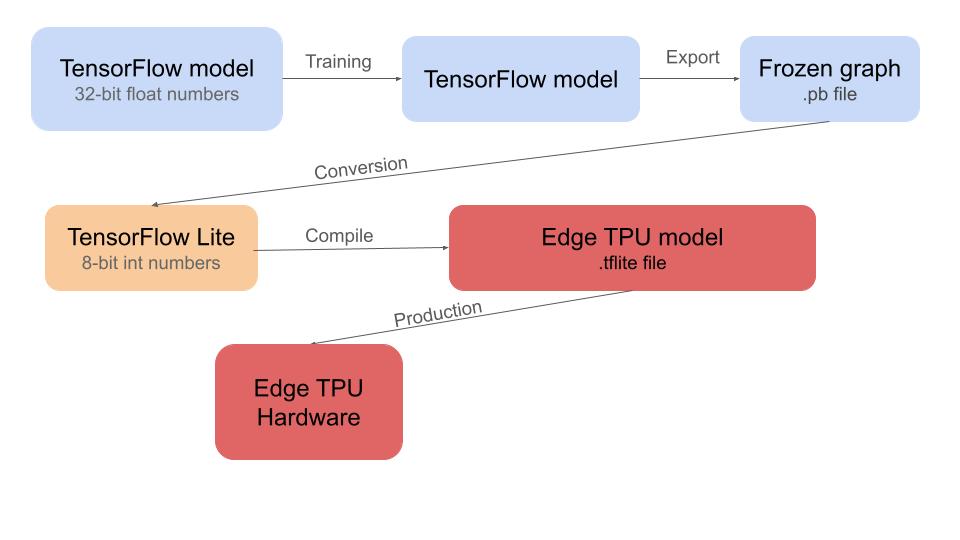 TensorFlow model
32-bit float numbers
Training
TensorFlow model
Export
Frozen graph
.pb file
Conversion
TensorFlow Lite
8-bit int numbers
Compile
Edge TPU model
.tflite file
Production
Edge TPU
Hardware